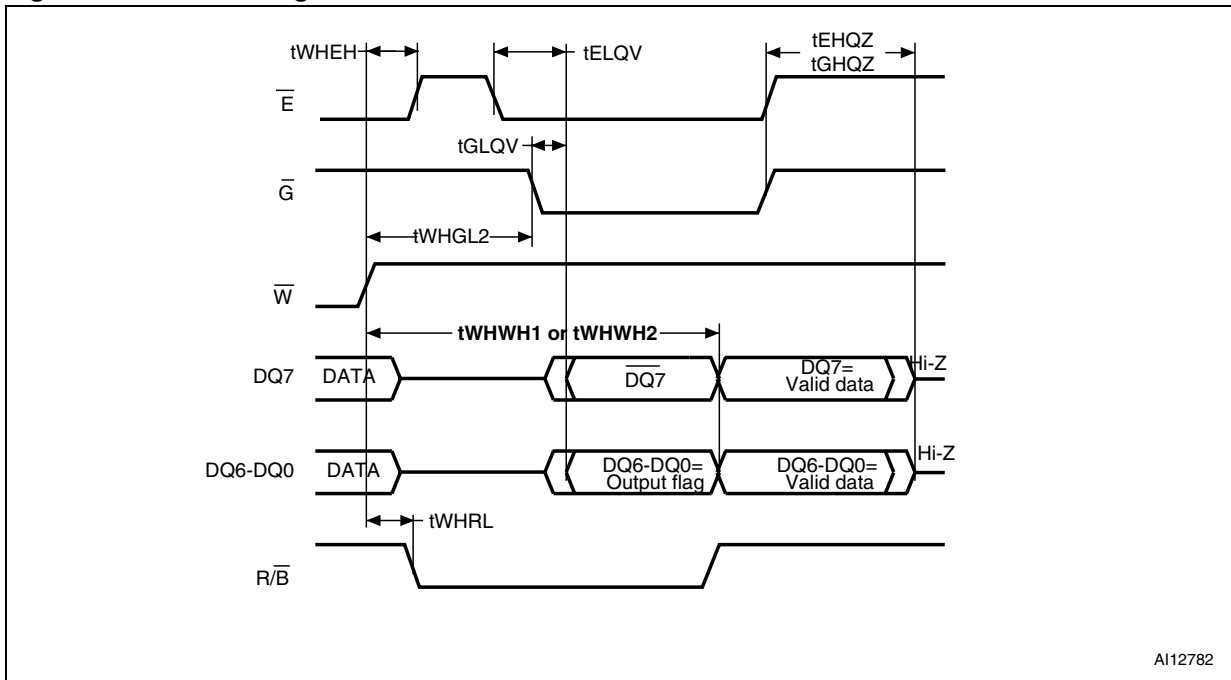 tWHEH
tELQV
tEHQZ
tGHQZ
E̅
tGLQV
G̅
tWHGL2
W̅
tWHWH1 or tWHWH2
DQ7
DATA
D̅Q̅7̅
DQ7=
Valid data
Hi-Z
DQ6-DQ0
DATA
DQ6-DQ0=
Output flag
DQ6-DQ0=
Valid data
Hi-Z
tWHRL
R/B̅
AI12782